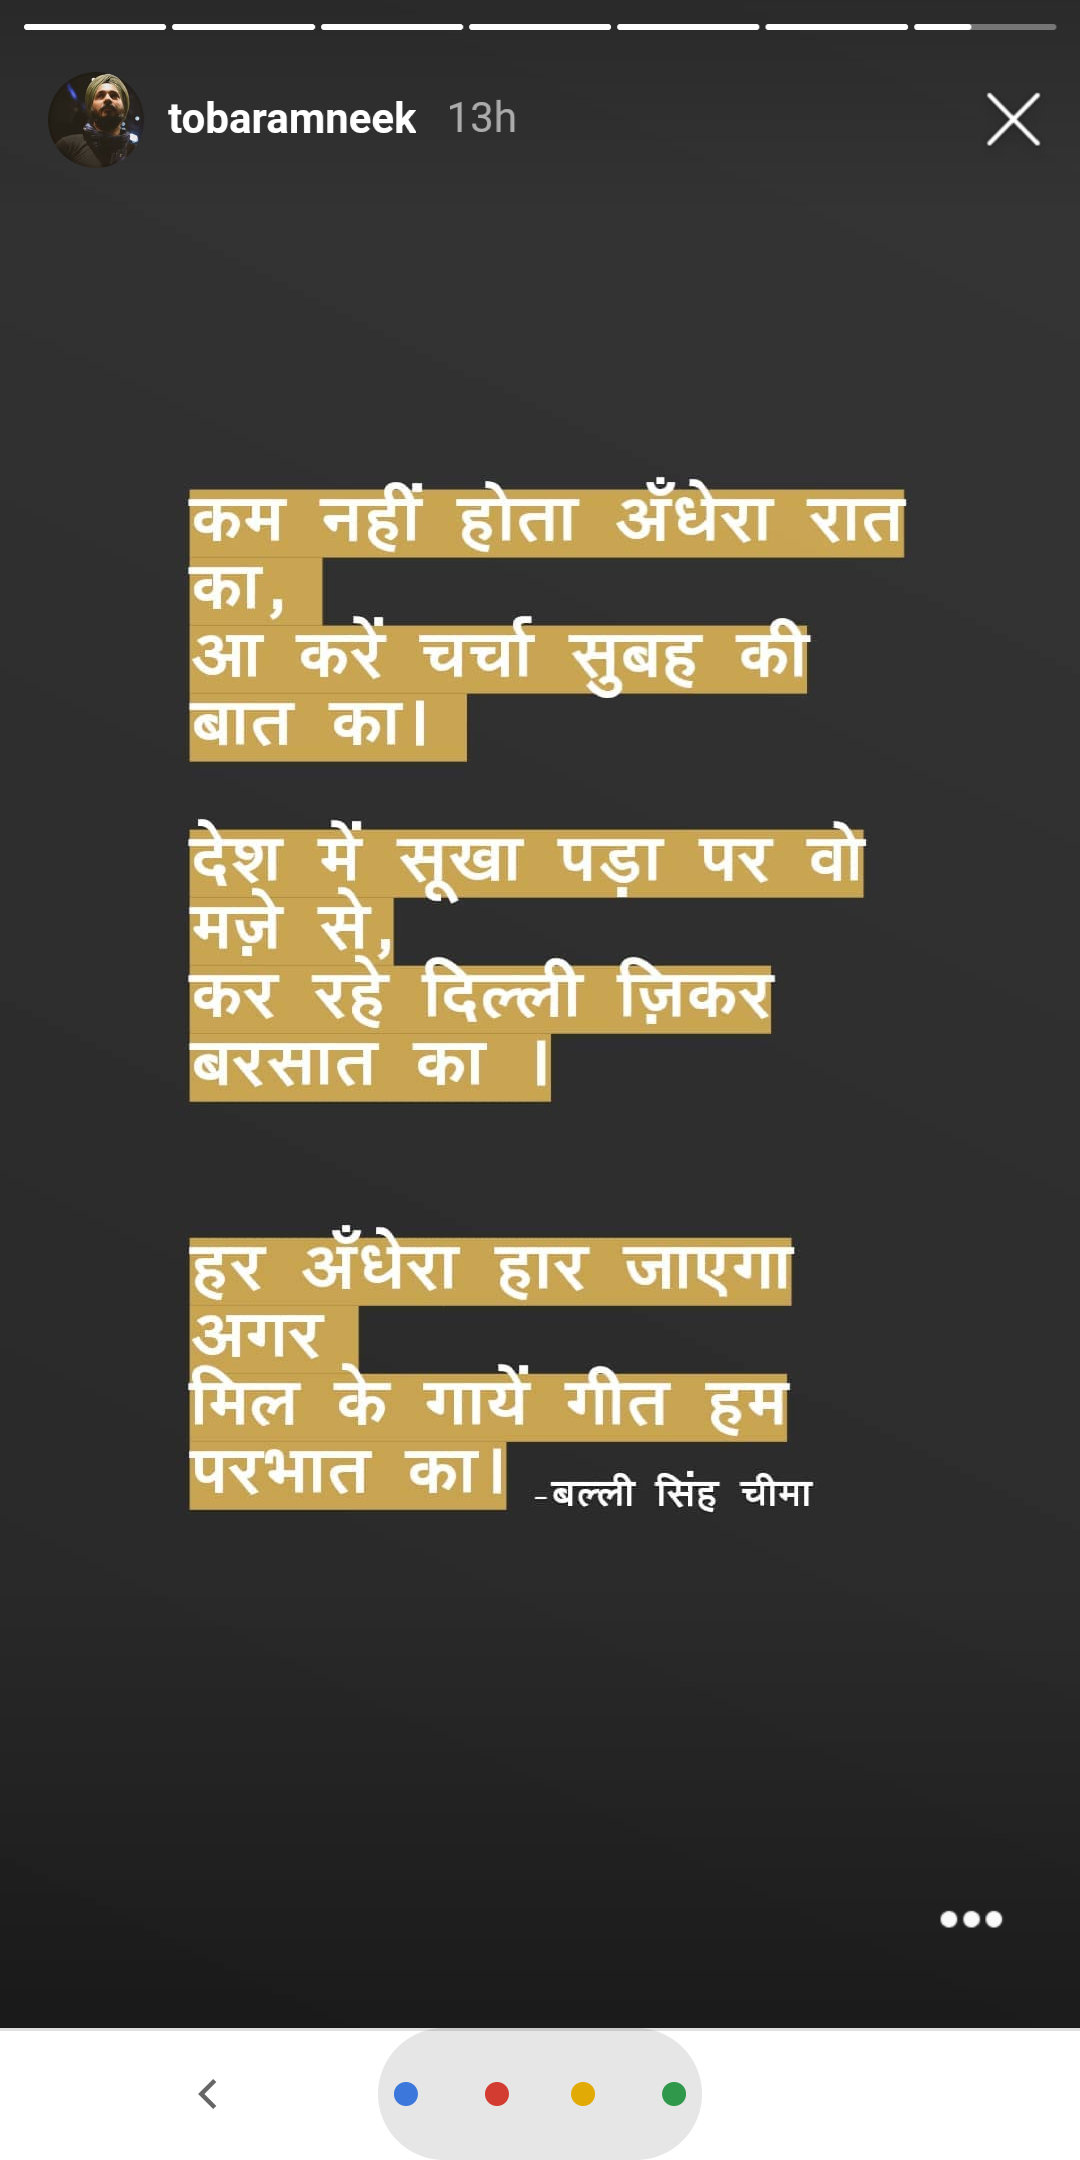 tobaramneek 13h
कम नहीं होता अँधेरा रात
का,
आ करें चर्चा सुबह की
बात का।
देश में सूखा पड़ा पर वो
मज़े से,
कर रहे दिल्ली ज़िकर
बरसात का ।
हर अँधेरा हार जाएगा
अगर
मिल के गायें गीत हम
परभात का।
-बल्ली सिंह चीमा